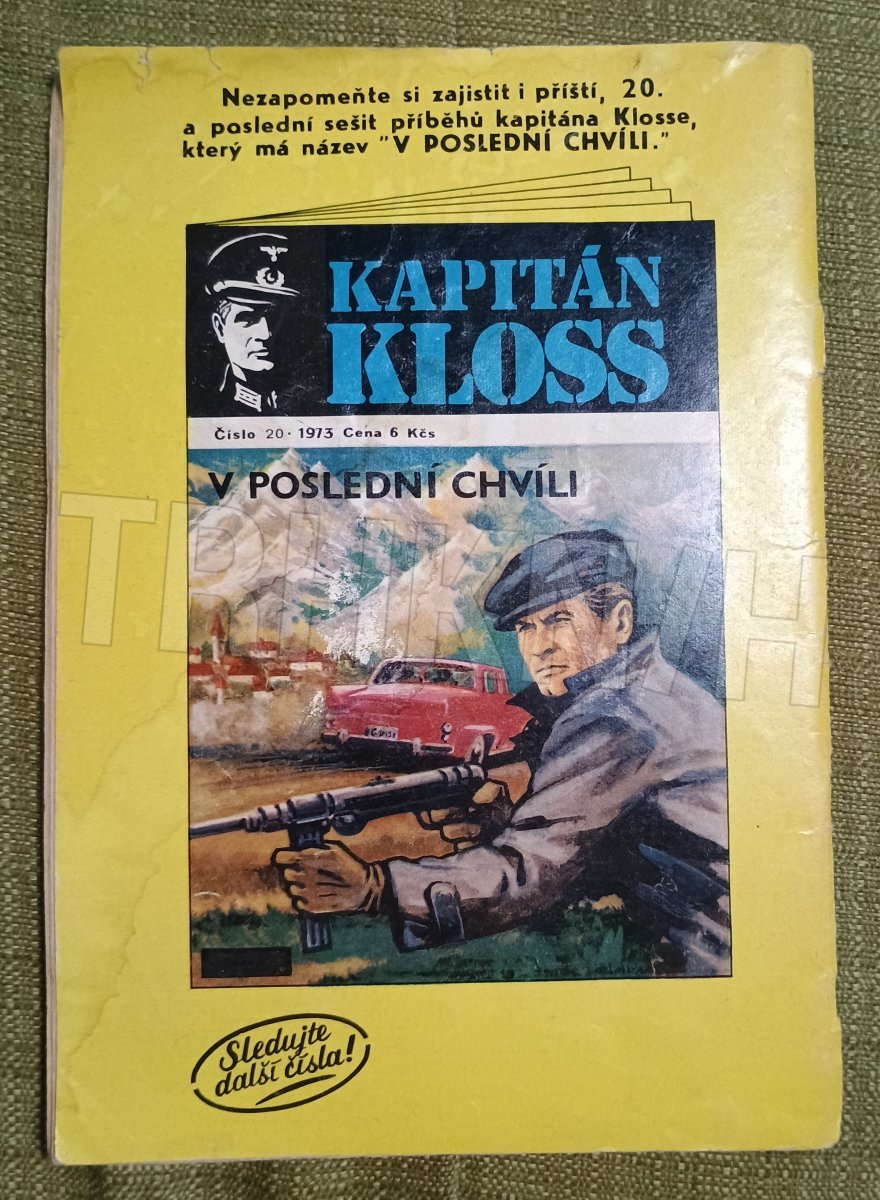 Nezapomeňte si zajistit i příští, 20.
a poslední sešit příběhů kapitána Klosse,
který má název "V POSLEDNÍ CHVÍLI."
KAPITÁN
KLOSS
Číslo 20 · 1973 Cena 6 Kčs
V POSLEDNÍ CHVÍLI
Sledujte
další čísla!